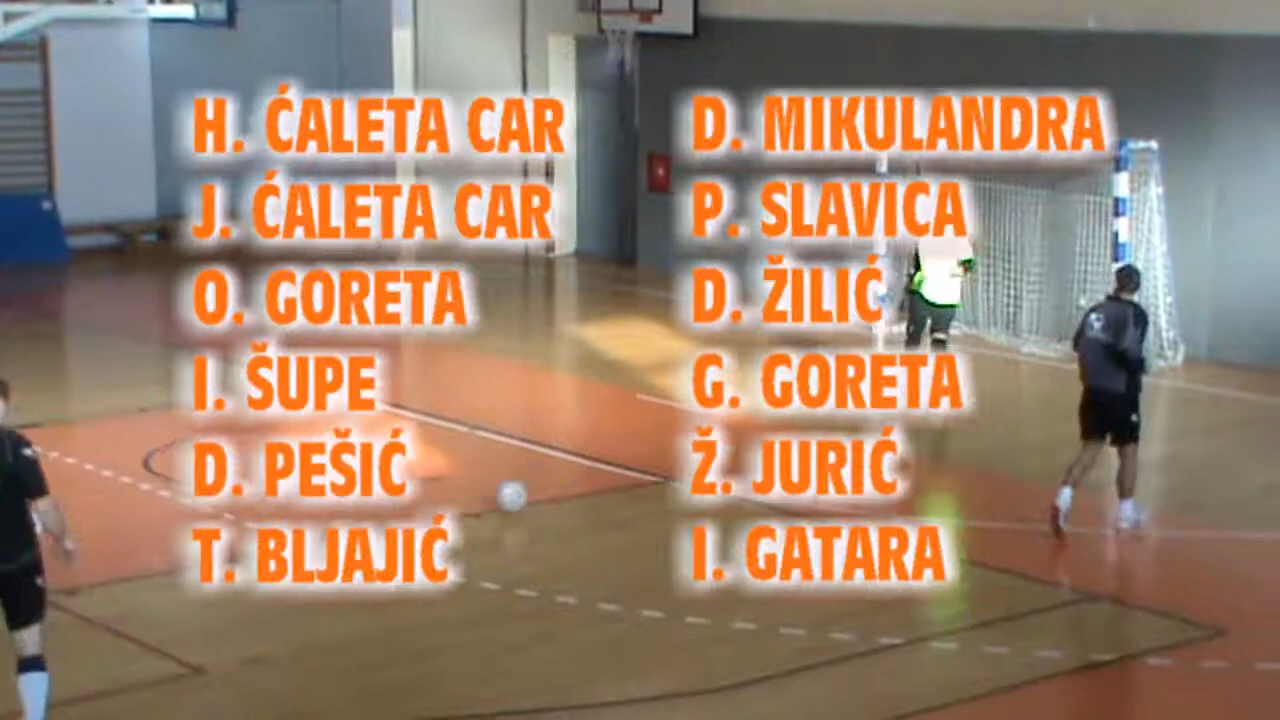 H. ĆALETA CAR
J. ĆALETA CAR
O. GORETA
I. ŠUPE
D. PEŠIĆ
T. BLJAJIĆ
D. MIKULANDRA
P. SLAVICA
D. ŽILIĆ
G. GORETA
Ž. JURIĆ
I. GATARA